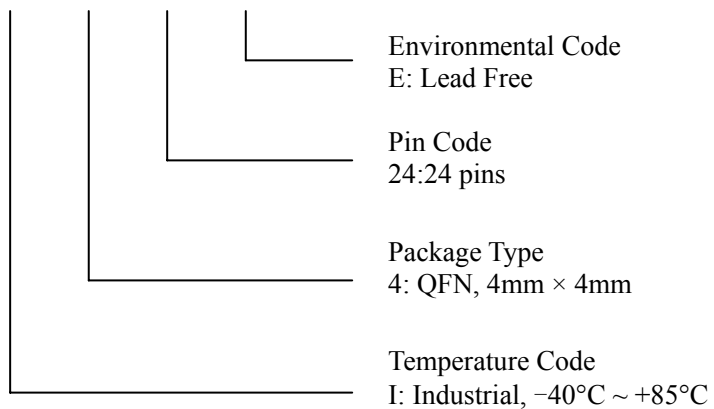 Environmental Code
E: Lead Free
Pin Code
24:24 pins
Package Type
4: QFN, 4mm × 4mm
Temperature Code
I: Industrial, −40°C ~ +85°C